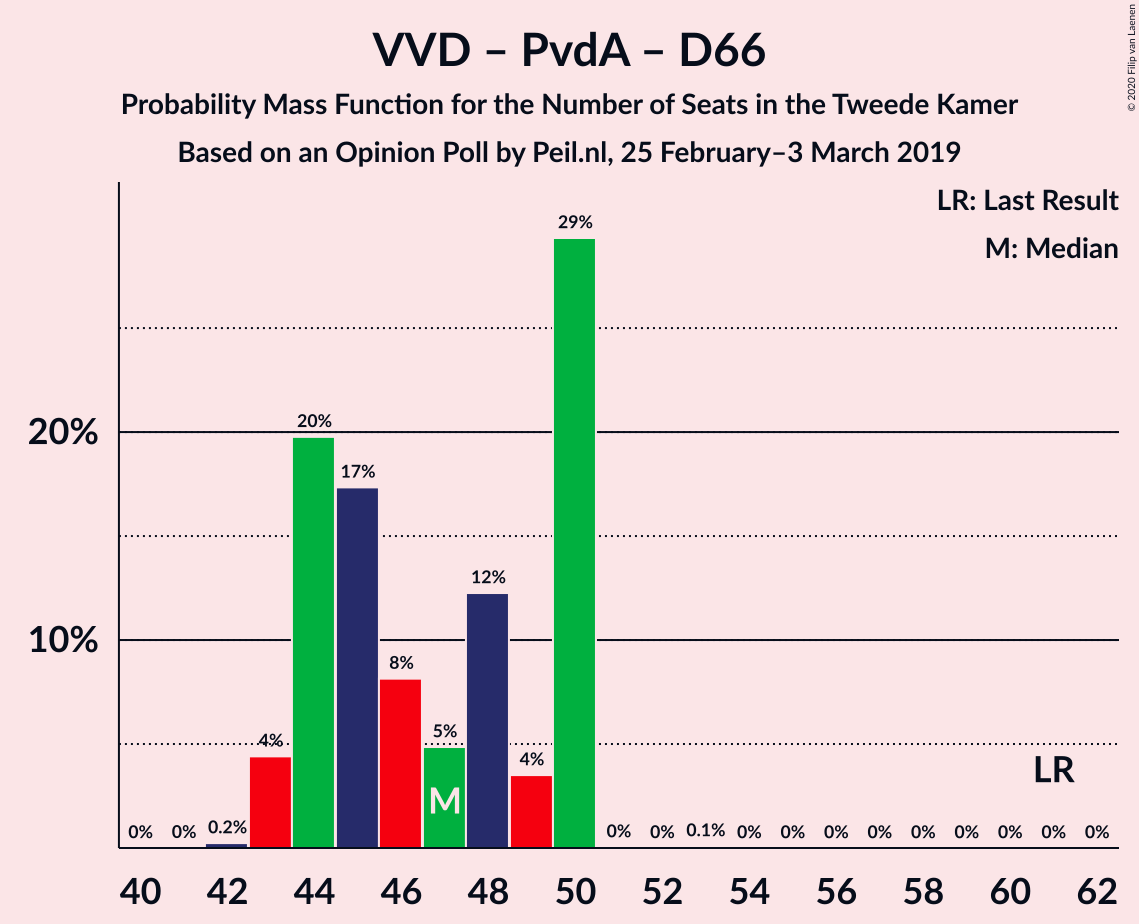 VVD – PvdA – D66
Probability Mass Function for the Number of Seats in the Tweede Kamer
Based on an Opinion Poll by Peil.nl, 25 February–3 March 2019
© 2020 Filip van Laenen
LR: Last Result
M: Median
29%
20%
20%
17%
12%
10%
8%
5%
4%
4%
M
LR
0% 0% 0.2% 0% 0% 0.1% 0% 0% 0% 0% 0% 0% 0% 0% 0%
40 42 44 46 48 50 52 54 56 58 60 62